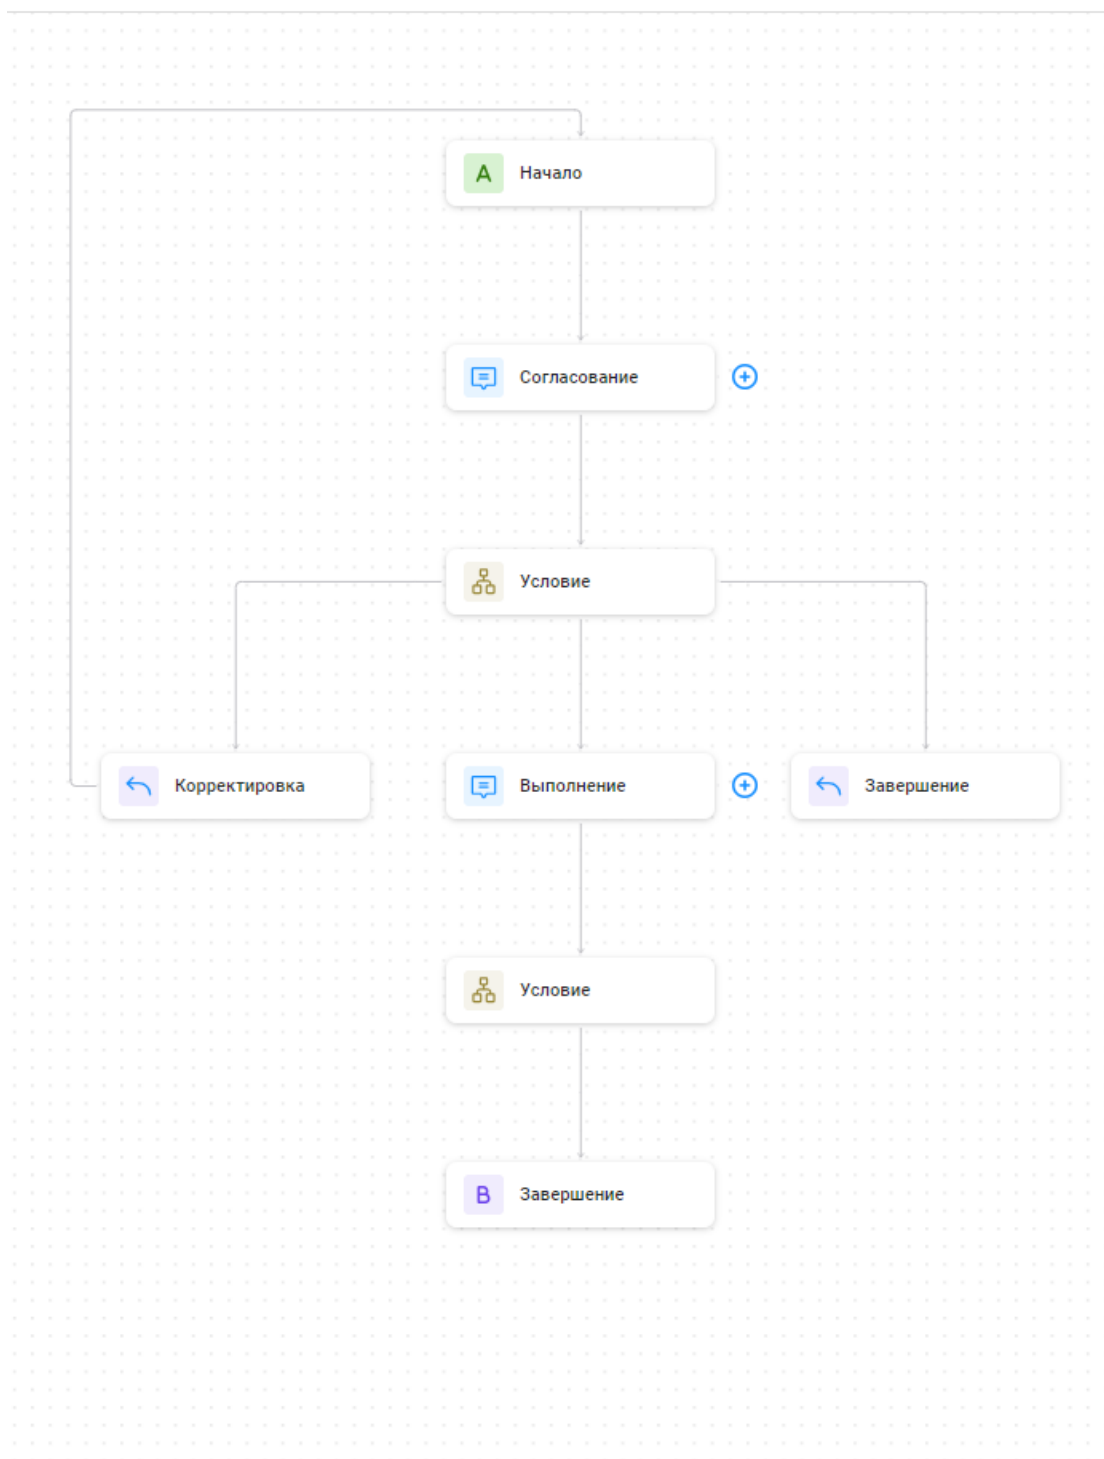 A Начало
Согласование
Условие
Корректировка
Выполнение
Завершение
Условие
B Завершение